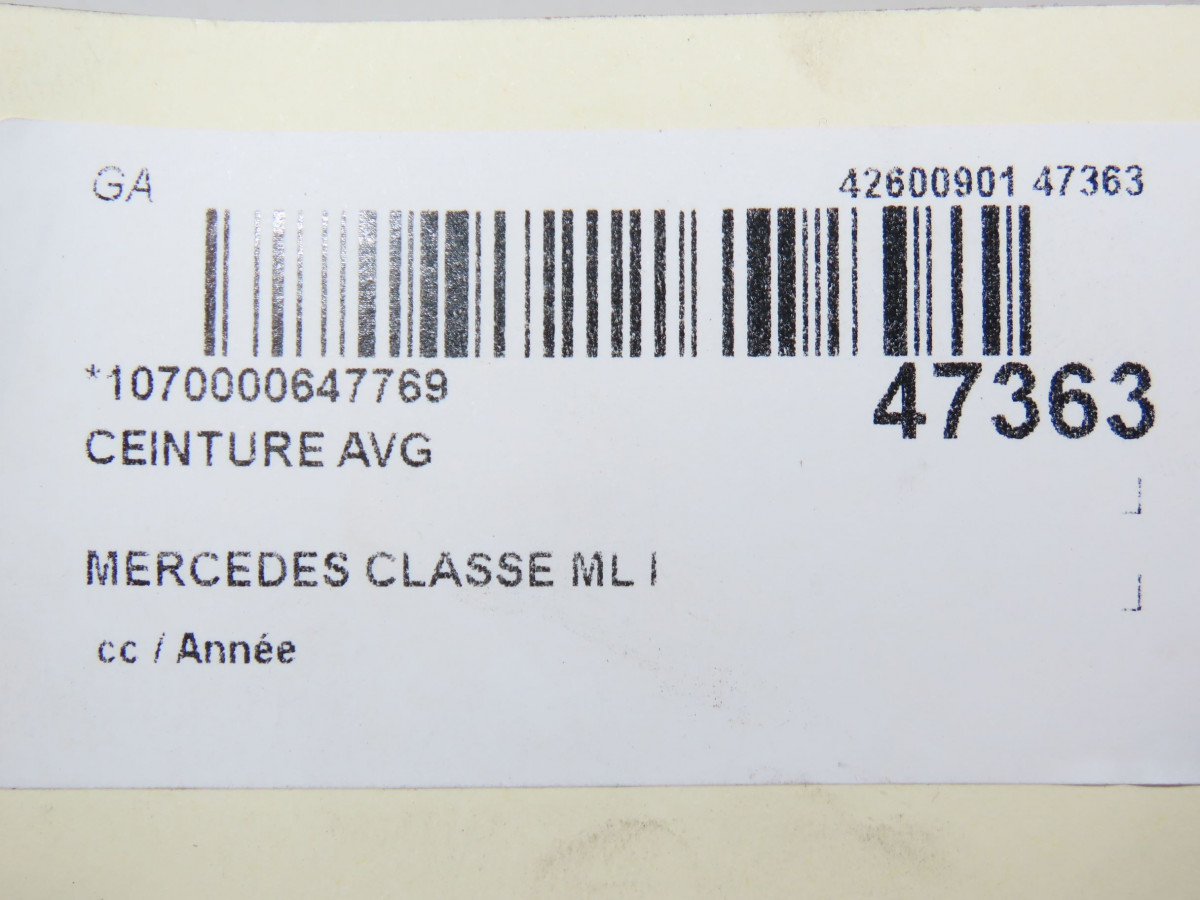 GA
42600901 47363
*1070000647769
47363
CEINTURE AVG
MERCEDES CLASSE ML I
cc / Année